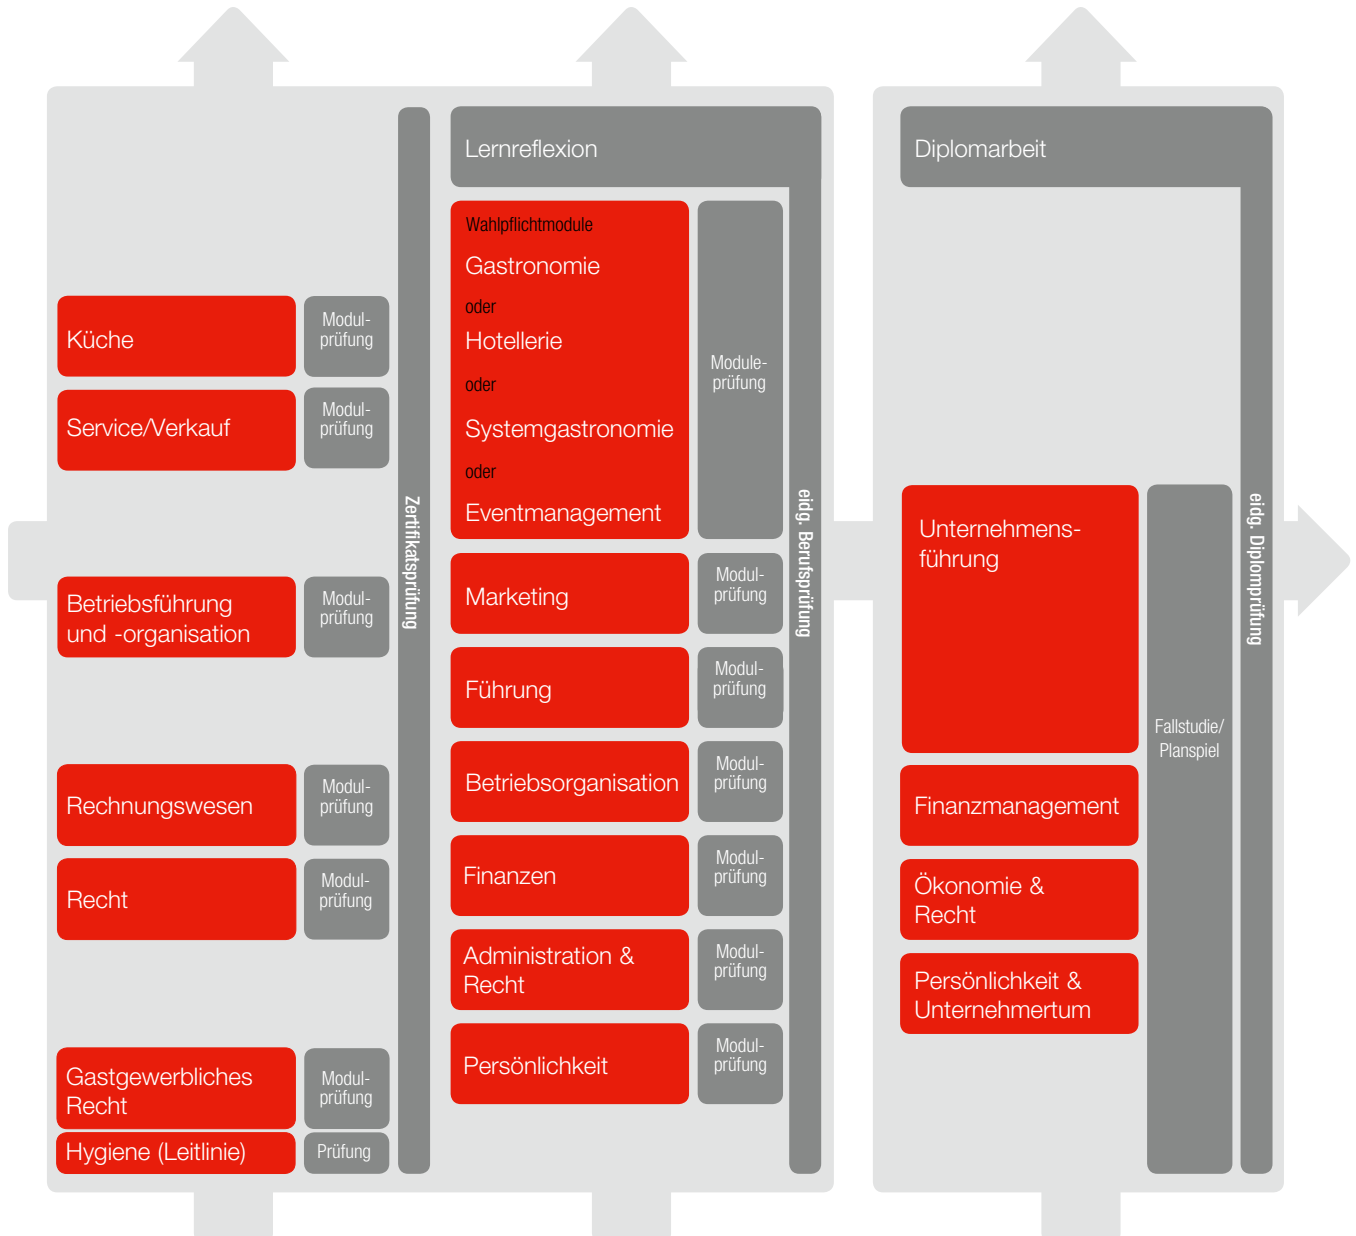 Küche
Modul-
prüfung
Service/Verkauf
Modul-
prüfung
Betriebsführung
und -organisation
Modul-
prüfung
Rechnungswesen
Modul-
prüfung
Recht
Modul-
prüfung
Gastgewerbliches
Recht
Modul-
prüfung
Hygiene (Leitlinie)
Prüfung
Zertifikatsprüfung
Lernreflexion
Wahlpflichtmodule
Gastronomie
oder
Hotellerie
oder
Systemgastronomie
oder
Eventmanagement
Module-
prüfung
Marketing
Modul-
prüfung
Führung
Modul-
prüfung
Betriebsorganisation
Modul-
prüfung
Finanzen
Modul-
prüfung
Administration &
Recht
Modul-
prüfung
Persönlichkeit
Modul-
prüfung
eidg. Berufsprüfung
Diplomarbeit
Unternehmens-
führung
Finanzmanagement
Ökonomie &
Recht
Persönlichkeit &
Unternehmertum
Fallstudie/
Planspiel
eidg. Diplomprüfung